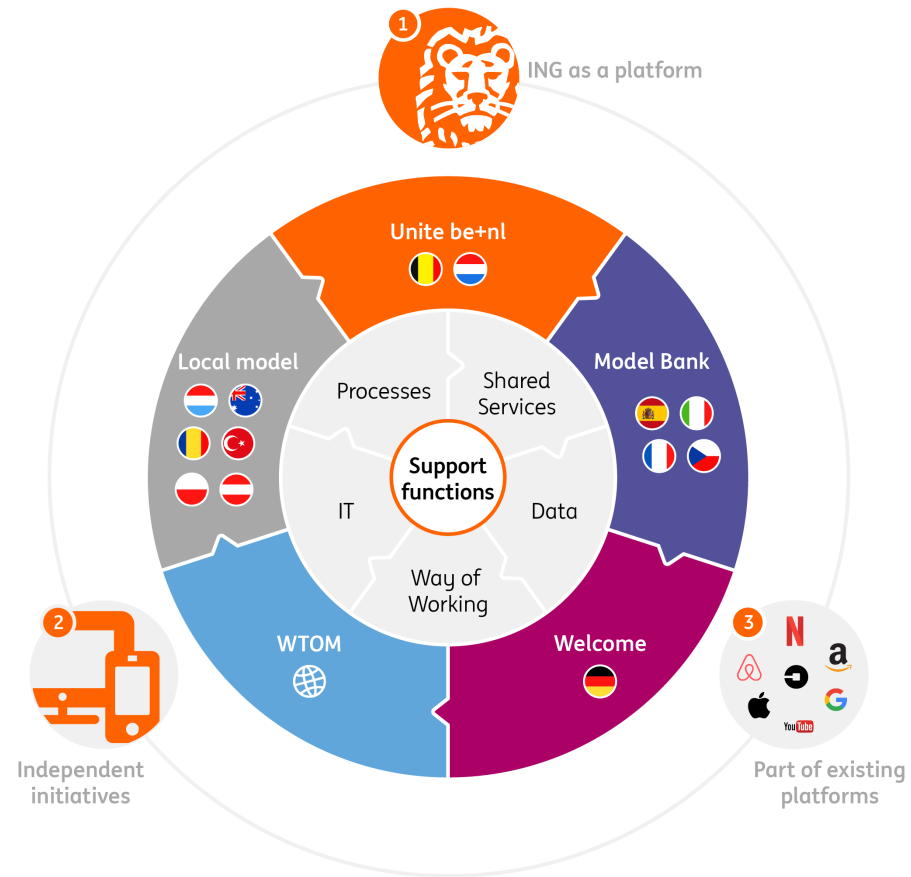 1
ING as a platform
Unite be+nl
Local model
Model Bank
Processes
Shared
Services
Support
functions
IT
Data
Way of
Working
WTOM
Welcome
2
Independent
initiatives
3
N
a
G
YouTube
Part of existing
platforms